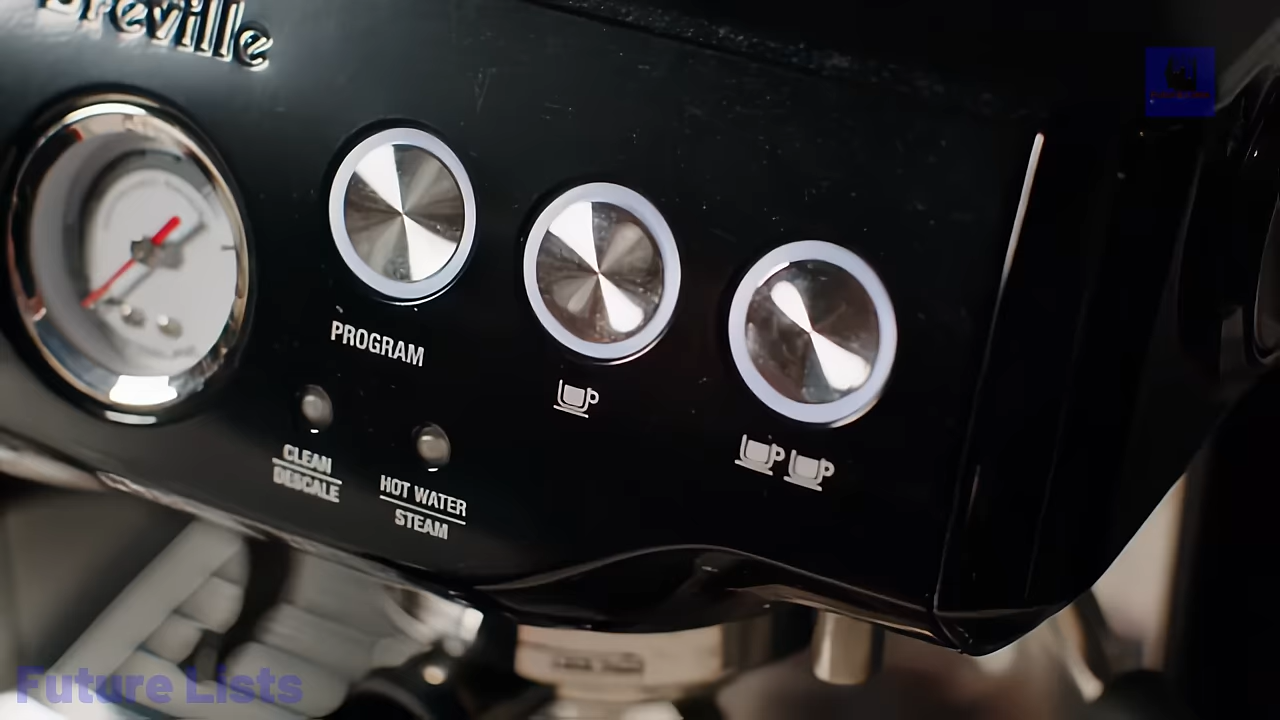 Breville
PROGRAM
CLEAN
DESCALE
HOT WATER
STEAM
Future Lists